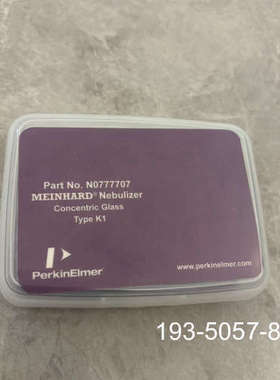 Part No. N0777707
MEINHARD® Nebulizer
Concentric Glass
Type K1
PerkinElmer
www.perkinelmer.com
193-5057-8